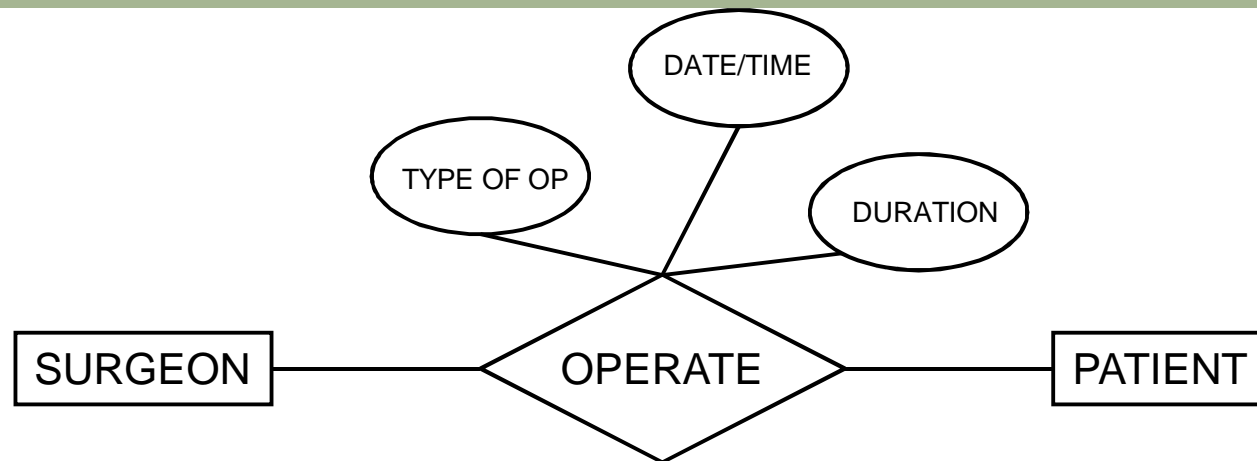 DATE/TIME
TYPE OF OP
DURATION
SURGEON
OPERATE
PATIENT